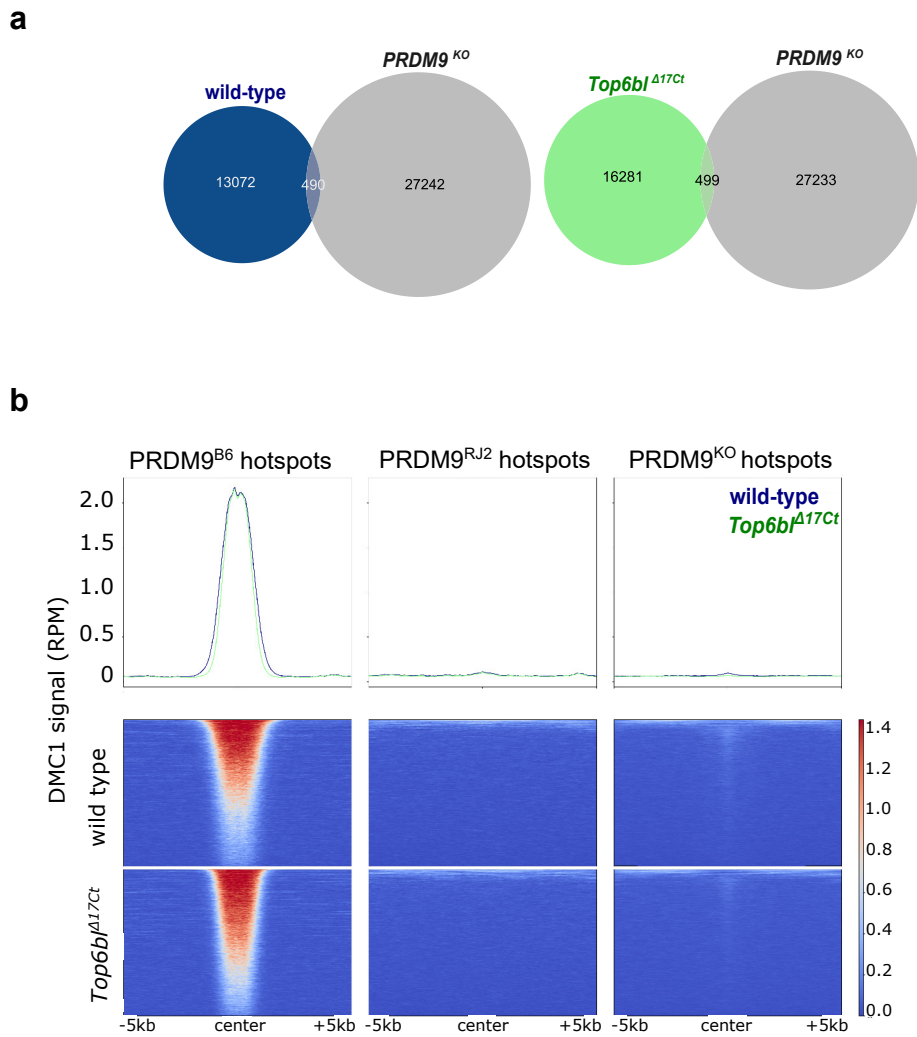 a
wild-type
PRDM9 KO
Top6bl Δ17Ct
PRDM9 KO
13072
490
27242
16281
499
27233
b
PRDM9B6 hotspots
PRDM9RJ2 hotspots
PRDM9KO hotspots
wild-type
Top6blΔ17Ct
2.0
1.5
1.0
0.5
0
DMC1 signal (RPM)
wild type
Top6blΔ17Ct
1.4
1.2
1.0
0.8
0.6
0.4
0.2
0.0
-5kb center +5kb
-5kb center +5kb
-5kb center +5kb